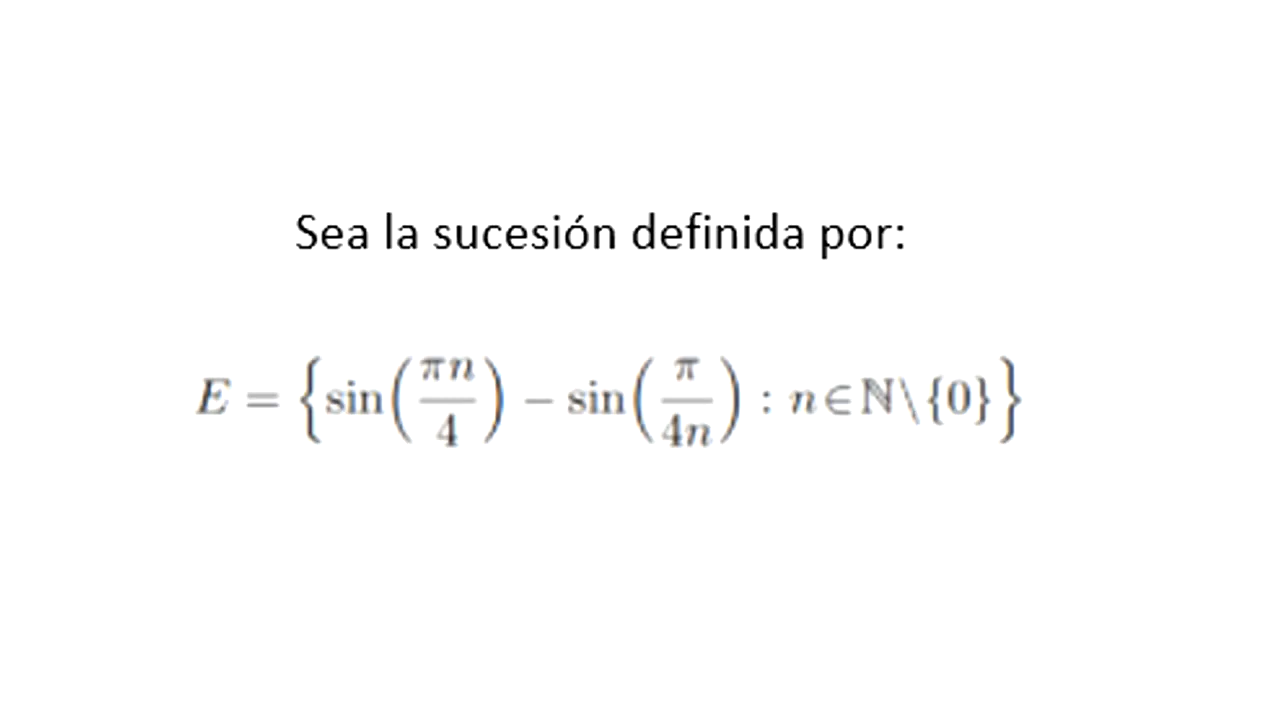 Sea la sucesión definida por:
E = {sin(πn/4) − sin(π/4n) : n∈ℕ\{0}}